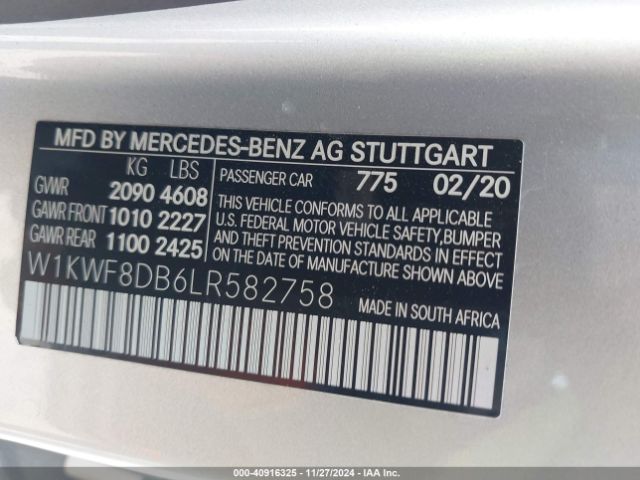 MFD BY MERCEDES-BENZ AG STUTTGART
KG LBS
GVWR 2090 4608
GAWR FRONT 1010 2227
GAWR REAR 1100 2425
PASSENGER CAR 775 02/20
THIS VEHICLE CONFORMS TO ALL APPLICABLE
U.S. FEDERAL MOTOR VEHICLE SAFETY, BUMPER
AND THEFT PREVENTION STANDARDS IN EFFECT
ON THE DATE OF MANUFACTURE SHOWN ABOVE.
W1KWF8DB6LR582758
MADE IN SOUTH AFRICA
00-40916325 | 11/27/2024 | IAA Inc.